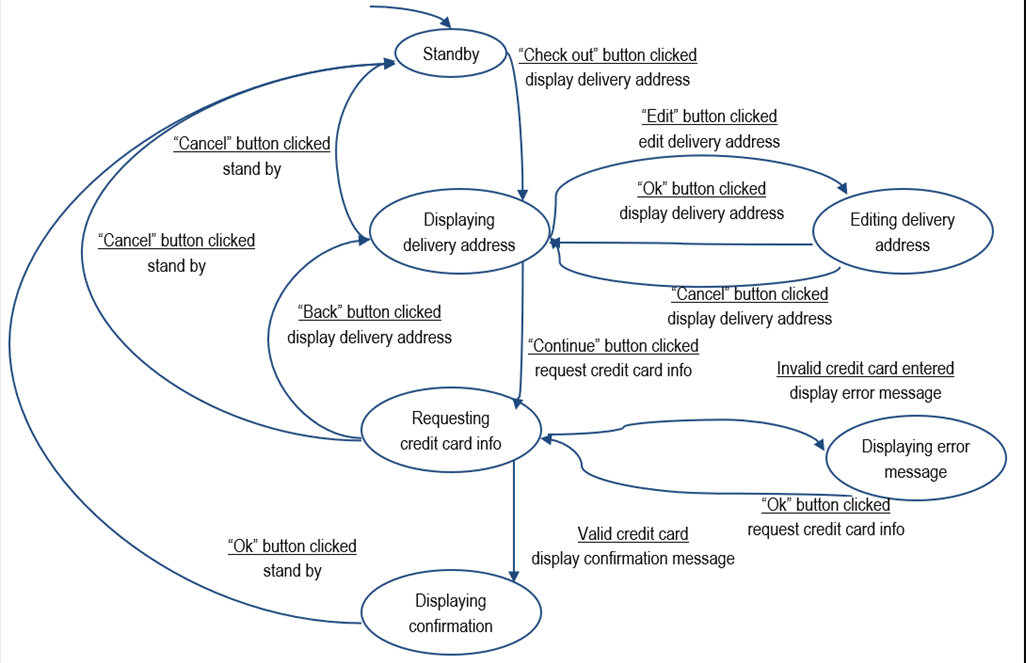 Standby
“Check out” button clicked
display delivery address
“Edit” button clicked
edit delivery address
“Cancel” button clicked
stand by
“Ok” button clicked
display delivery address
Displaying
delivery address
Editing delivery
address
“Cancel” button clicked
stand by
“Cancel” button clicked
display delivery address
“Back” button clicked
display delivery address
“Continue” button clicked
request credit card info
Invalid credit card entered
display error message
Requesting
credit card info
Displaying error
message
“Ok” button clicked
request credit card info
Valid credit card
display confirmation message
“Ok” button clicked
stand by
Displaying
confirmation